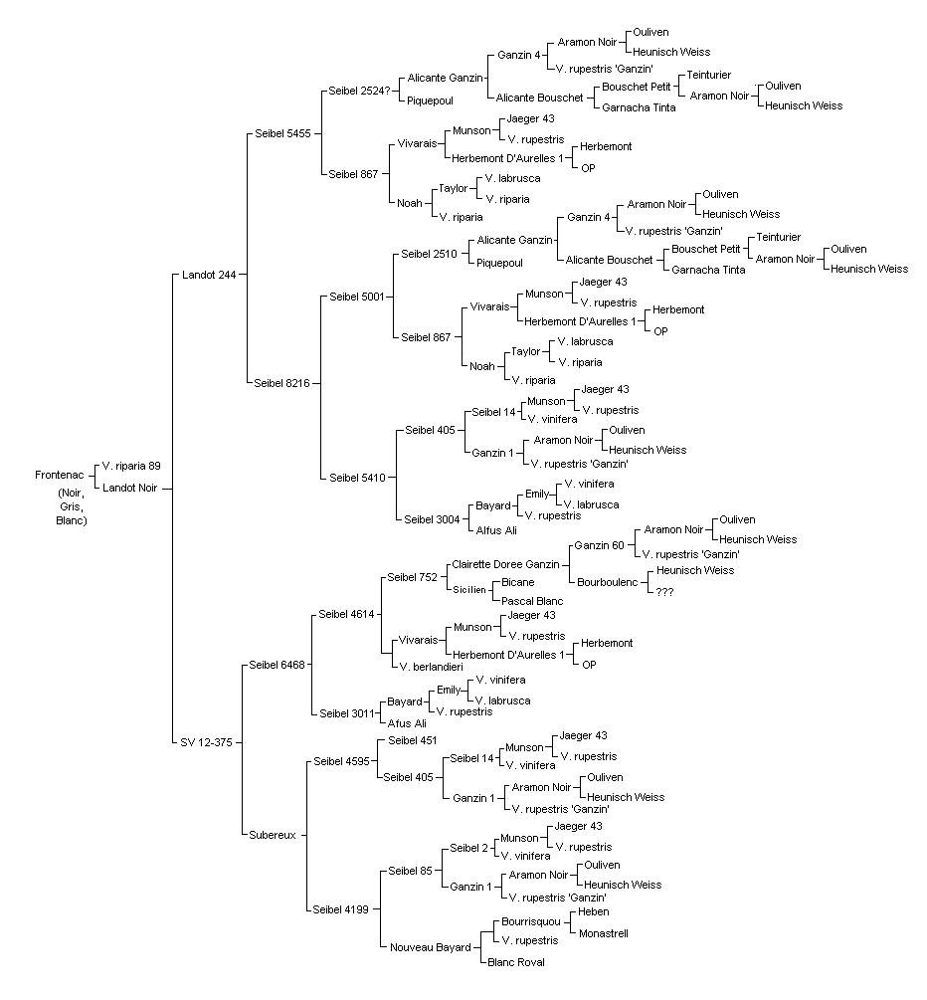 Ouliven
Aramon Noir
Heunisch Weiss
Ganzin 4
V. rupestris 'Ganzin'
Alicante Ganzin
Teinturier
Bouschet Petit
Ouliven
Aramon Noir
Heunisch Weiss
Alicante Bouschet
Garnacha Tinta
Seibel 2524?
Piquepoul
Seibel 5455
Jaeger 43
Munson
V. rupestris
Vivarais
Herbemont
Herbemont D'Aurelles 1
OP
Seibel 867
V. labrusca
Taylor
V. riparia
Noah
V. riparia
Landot 244
Ouliven
Aramon Noir
Heunisch Weiss
Ganzin 4
V. rupestris 'Ganzin'
Alicante Ganzin
Teinturier
Bouschet Petit
Ouliven
Aramon Noir
Heunisch Weiss
Alicante Bouschet
Garnacha Tinta
Seibel 2510
Piquepoul
Seibel 5001
Jaeger 43
Munson
V. rupestris
Vivarais
Herbemont
Herbemont D'Aurelles 1
OP
Seibel 867
V. labrusca
Taylor
V. riparia
Noah
V. riparia
Seibel 8216
Jaeger 43
Munson
V. rupestris
Seibel 14
V. vinifera
Seibel 405
Ouliven
Aramon Noir
Heunisch Weiss
Ganzin 1
V. rupestris 'Ganzin'
Seibel 5410
V. vinifera
Emily
V. labrusca
Bayard
V. rupestris
Seibel 3004
Alfus Ali
V. riparia 89
Frontenac
(Noir,
Gris,
Blanc)
Landot Noir
Ouliven
Aramon Noir
Heunisch Weiss
Ganzin 60
V. rupestris 'Ganzin'
Clairette Doree Ganzin
Heunisch Weiss
Bourboulenc
???
Seibel 752
Bicane
Sicilien
Pascal Blanc
Seibel 4614
Jaeger 43
Munson
V. rupestris
Vivarais
Herbemont
Herbemont D'Aurelles 1
OP
V. berlandieri
Seibel 6468
V. vinifera
Emily
V. labrusca
Bayard
V. rupestris
Seibel 3011
Afus Ali
SV 12-375
Seibel 451
Seibel 4595
Jaeger 43
Munson
V. rupestris
Seibel 14
V. vinifera
Seibel 405
Ouliven
Aramon Noir
Heunisch Weiss
Ganzin 1
V. rupestris 'Ganzin'
Subereux
Jaeger 43
Munson
V. rupestris
Seibel 2
V. vinifera
Seibel 85
Ouliven
Aramon Noir
Heunisch Weiss
Ganzin 1
V. rupestris 'Ganzin'
Seibel 4199
Heben
Bourrisquou
Monastrell
V. rupestris
Nouveau Bayard
Blanc Royal